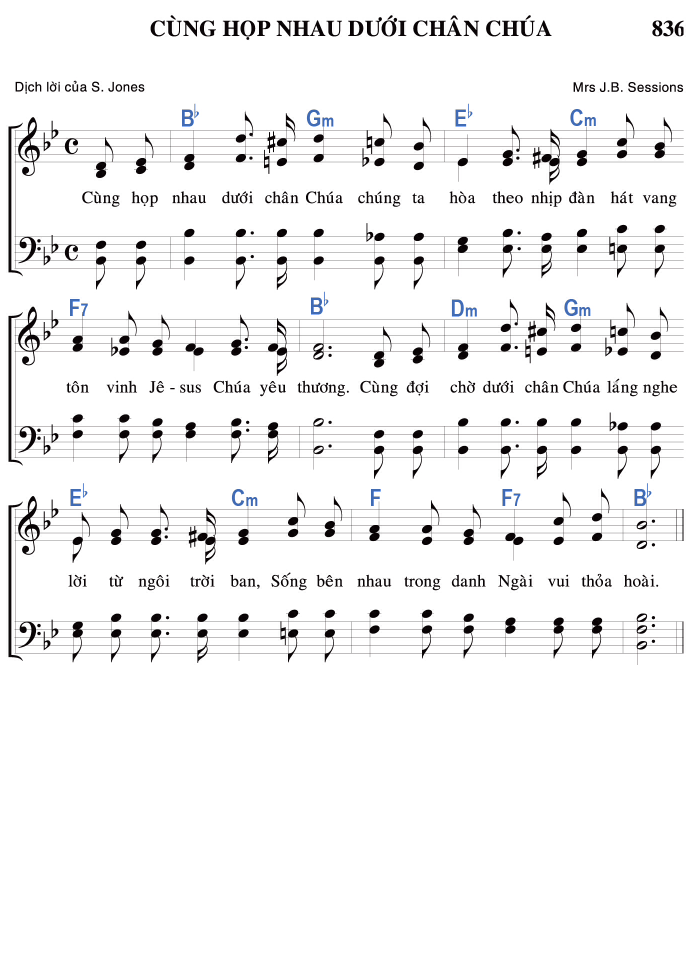 CÙNG HỌP NHAU DƯỚI CHÂN CHÚA 836
Dịch lời của S. Jones Mrs J.B. Sessions
B♭ Gm E♭ Cm
Cùng họp nhau dưới chân Chúa chúng ta hòa theo nhịp đàn hát vang
F7 B♭ Dm Gm
tôn vinh Jê - sus Chúa yêu thương. Cùng đợi chờ dưới chân Chúa lắng nghe
E♭ Cm F F7 B♭
lời từ ngôi trời ban, Sống bên nhau trong danh Ngài vui thỏa hoài.